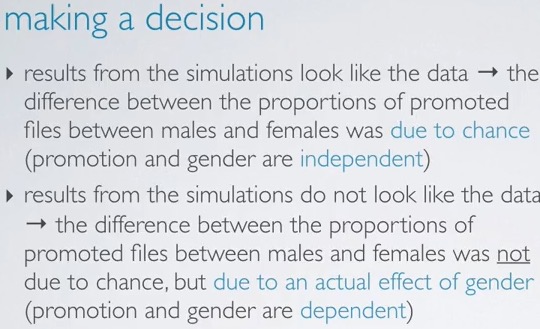 making a decision
‣ results from the simulations look like the data → the
difference between the proportions of promoted
files between males and females was due to chance
(promotion and gender are independent)
‣ results from the simulations do not look like the data
→ the difference between the proportions of
promoted files between males and females was not
due to chance, but due to an actual effect of gender
(promotion and gender are dependent)